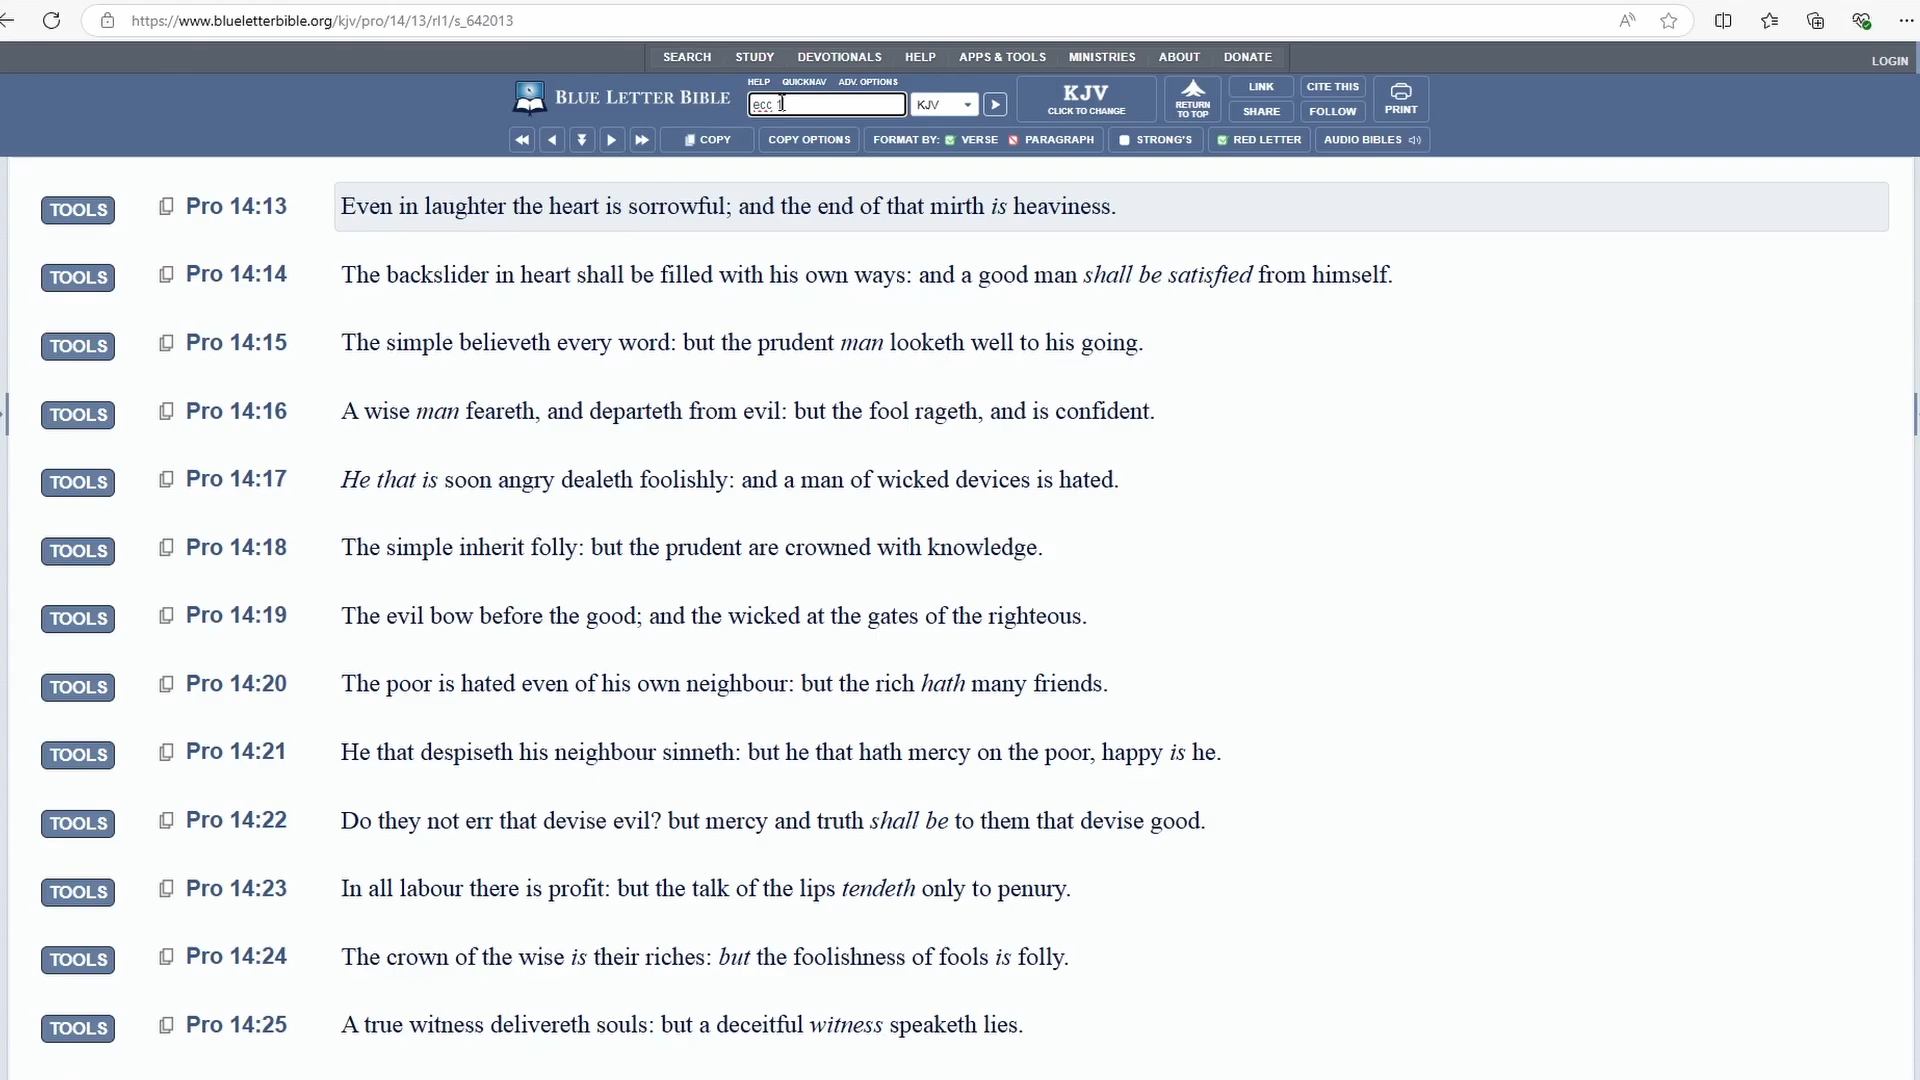 https://www.blueletterbible.org/kjv/pro/14/13/rl1/s_642013
SEARCH STUDY DEVOTIONALS HELP APPS & TOOLS MINISTRIES ABOUT DONATE
LOGIN
HELP QUICKNAV ADV. OPTIONS
BLUE LETTER BIBLE
ecc 1
KJV
KJV
CLICK TO CHANGE
RETURN
TO TOP
LINK
CITE THIS
SHARE
FOLLOW
PRINT
COPY COPY OPTIONS FORMAT BY: VERSE PARAGRAPH STRONG'S RED LETTER AUDIO BIBLES
TOOLS Pro 14:13 Even in laughter the heart is sorrowful; and the end of that mirth is heaviness.
TOOLS Pro 14:14 The backslider in heart shall be filled with his own ways: and a good man shall be satisfied from himself.
TOOLS Pro 14:15 The simple believeth every word: but the prudent man looketh well to his going.
TOOLS Pro 14:16 A wise man feareth, and departeth from evil: but the fool rageth, and is confident.
TOOLS Pro 14:17 He that is soon angry dealeth foolishly: and a man of wicked devices is hated.
TOOLS Pro 14:18 The simple inherit folly: but the prudent are crowned with knowledge.
TOOLS Pro 14:19 The evil bow before the good; and the wicked at the gates of the righteous.
TOOLS Pro 14:20 The poor is hated even of his own neighbour: but the rich hath many friends.
TOOLS Pro 14:21 He that despiseth his neighbour sinneth: but he that hath mercy on the poor, happy is he.
TOOLS Pro 14:22 Do they not err that devise evil? but mercy and truth shall be to them that devise good.
TOOLS Pro 14:23 In all labour there is profit: but the talk of the lips tendeth only to penury.
TOOLS Pro 14:24 The crown of the wise is their riches: but the foolishness of fools is folly.
TOOLS Pro 14:25 A true witness delivereth souls: but a deceitful witness speaketh lies.